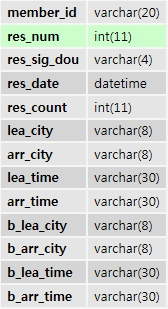 member_id varchar(20)
res_num int(11)
res_sig_dou varchar(4)
res_date datetime
res_count int(11)
lea_city varchar(8)
arr_city varchar(8)
lea_time varchar(30)
arr_time varchar(30)
b_lea_city varchar(8)
b_arr_city varchar(8)
b_lea_time varchar(30)
b_arr_time varchar(30)